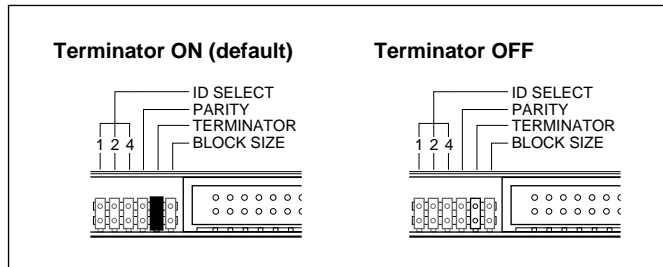 Terminator ON (default)
ID SELECT
PARITY
TERMINATOR
1 2 4 BLOCK SIZE
Terminator OFF
ID SELECT
PARITY
TERMINATOR
1 2 4 BLOCK SIZE